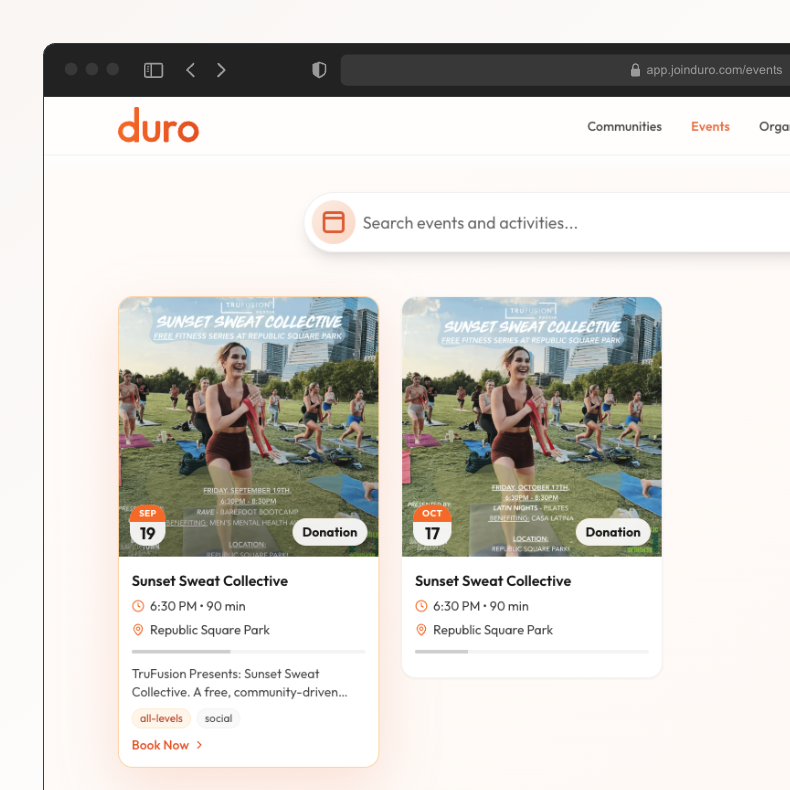 app.joinduro.com/events
duro
Communities
Events
Orga
Search events and activities...
TRUFUSION
SUNSET SWEAT COLLECTIVE
FREE FITNESS SERIES AT REPUBLIC SQUARE PARK
FRIDAY, SEPTEMBER 19TH,
6:30PM - 8:30PM
RAVE - BAREFOOT BOOTCAMP
BENEFITING: MEN'S MENTAL HEALTH
LOCATION:
REPUBLIC SQUARE PARK
SEP
19
Donation
Sunset Sweat Collective
6:30 PM • 90 min
Republic Square Park
TruFusion Presents: Sunset Sweat
Collective. A free, community-driven...
all-levels
social
Book Now
TRUFUSION
SUNSET SWEAT COLLECTIVE
FREE FITNESS SERIES AT REPUBLIC SQUARE PARK
FRIDAY, OCTOBER 17TH,
6:30PM - 8:30PM
LATIN NIGHTS - PILATES
BENEFITING: CASA LATINA
LOCATION:
REPUBLIC SQUARE PARK
OCT
17
Donation
Sunset Sweat Collective
6:30 PM • 90 min
Republic Square Park